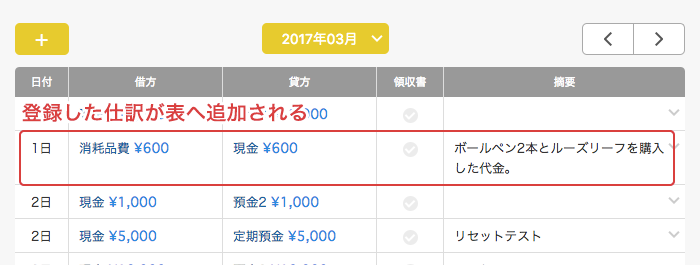 +
2017年03月
日付 借方 貸方 領収書 摘要
登録した仕訳が表へ追加される ,000
1日 消耗品費 ¥600 現金 ¥600 ボールペン2本とルーズリーフを購入
した代金。
2日 現金 ¥1,000 預金2 ¥1,000
2日 現金 ¥5,000 定期預金 ¥5,000 リセットテスト